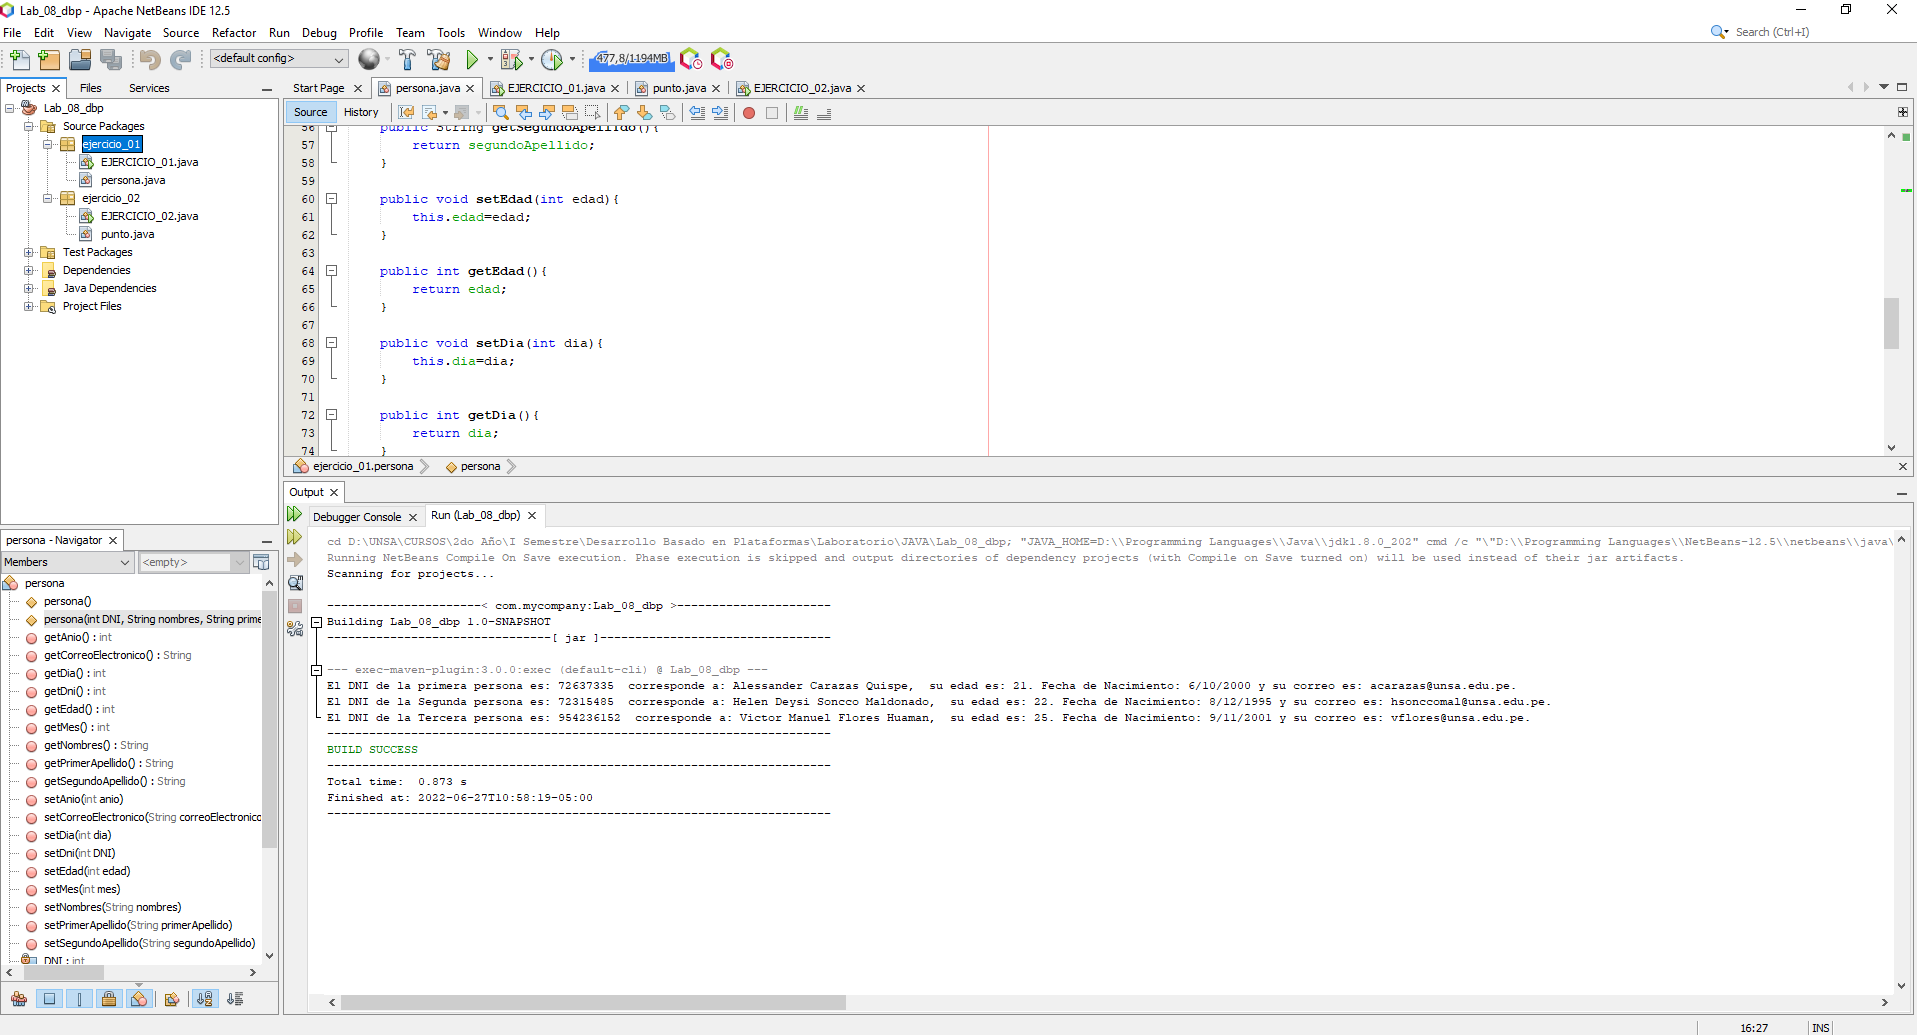 Lab_08_dbp - Apache NetBeans IDE 12.5
File Edit View Navigate Source Refactor Run Debug Profile Team Tools Window Help
Search (Ctrl+I)
<default config>
477,8/1194MB
Projects Files Services
Lab_08_dbp
Source Packages
ejercicio_01
EJERCICIO_01.java
persona.java
ejercicio_02
EJERCICIO_02.java
punto.java
Test Packages
Dependencies
Java Dependencies
Project Files
Start Page persona.java EJERCICIO_01.java punto.java EJERCICIO_02.java
Source History
56 public String getSegundoApellido(){
57 return segundoApellido;
58 }
59
60 public void setEdad(int edad){
61 this.edad=edad;
62 }
63
64 public int getEdad(){
65 return edad;
66 }
67
68 public void setDia(int dia){
69 this.dia=dia;
70 }
71
72 public int getDia(){
73 return dia;
74 }
ejercicio_01.persona persona
persona - Navigator
Members <empty>
persona
persona()
persona(int DNI, String nombres, String prime
getAnio() : int
getCorreoElectronico() : String
getDia() : int
getDni() : int
getEdad() : int
getMes() : int
getNombres() : String
getPrimerApellido() : String
getSegundoApellido() : String
setAnio(int anio)
setCorreoElectronico(String correoElectronico
setDia(int dia)
setDni(int DNI)
setEdad(int edad)
setMes(int mes)
setNombres(String nombres)
setPrimerApellido(String primerApellido)
setSegundoApellido(String segundoApellido)
DNI : int
Output
Debugger Console Run (Lab_08_dbp)
cd D:\UNSA\CURSOS\2do Año\I Semestre\Desarrollo Basado en Plataformas\Laboratorio\JAVA\Lab_08_dbp; "JAVA_HOME=D:\\Programming Languages\\Java\\jdk1.8.0_202" cmd /c "\"D:\\Programming Languages\\NetBeans-12.5\\netbeans\\java\
Running NetBeans Compile On Save execution. Phase execution is skipped and output directories of dependency projects (with Compile on Save turned on) will be used instead of their jar artifacts.
Scanning for projects...
----------------------< com.mycompany:Lab_08_dbp >----------------------
Building Lab_08_dbp 1.0-SNAPSHOT
--------------------------------[ jar ]---------------------------------
--- exec-maven-plugin:3.0.0:exec (default-cli) @ Lab_08_dbp ---
El DNI de la primera persona es: 72637335  corresponde a: Alessander Carazas Quispe,  su edad es: 21. Fecha de Nacimiento: 6/10/2000 y su correo es: acarazas@unsa.edu.pe.
El DNI de la Segunda persona es: 72315485  corresponde a: Helen Deysi Soncco Maldonado,  su edad es: 22. Fecha de Nacimiento: 8/12/1995 y su correo es: hsonccomal@unsa.edu.pe.
El DNI de la Tercera persona es: 954236152  corresponde a: Victor Manuel Flores Huaman,  su edad es: 25. Fecha de Nacimiento: 9/11/2001 y su correo es: vflores@unsa.edu.pe.
------------------------------------------------------------------------
BUILD SUCCESS
------------------------------------------------------------------------
Total time:  0.873 s
Finished at: 2022-06-27T10:58:19-05:00
------------------------------------------------------------------------
16:27 INS